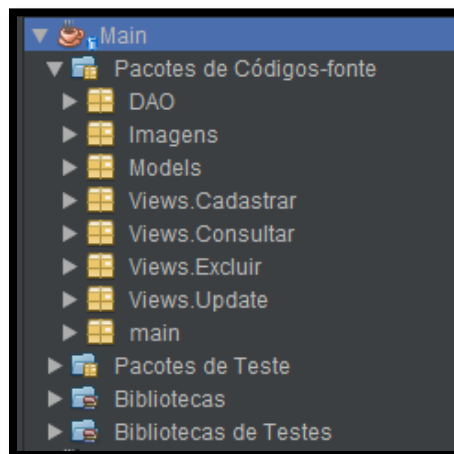 Main
Pacotes de Códigos-fonte
DAO
Imagens
Models
Views.Cadastrar
Views.Consultar
Views.Excluir
Views.Update
main
Pacotes de Teste
Bibliotecas
Bibliotecas de Testes